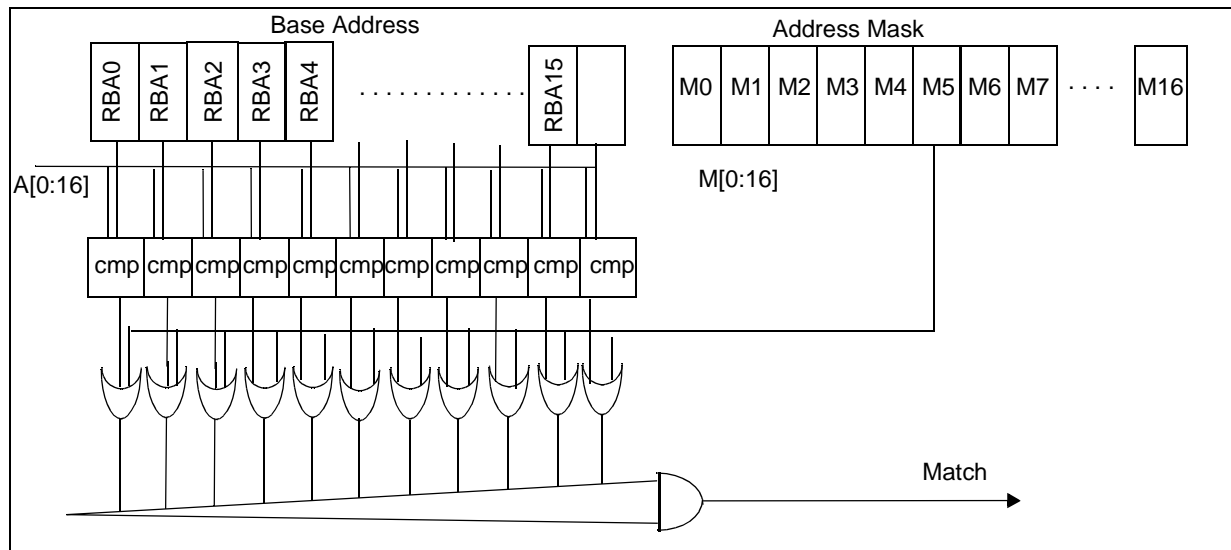 Base Address
Address Mask
RBA0 RBA1 RBA2 RBA3 RBA4 . . . . . . . . . . . . . RBA15
M0 M1 M2 M3 M4 M5 M6 M7 . . . . M16
A[0:16]
M[0:16]
cmp cmp cmp cmp cmp cmp cmp cmp cmp cmp cmp
Match